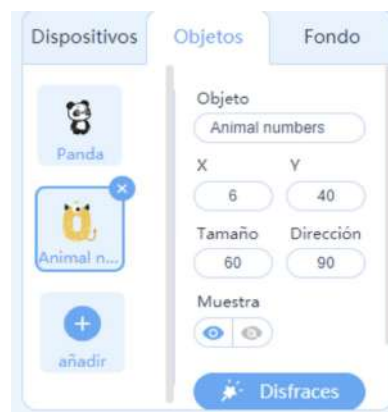 Dispositivos Objetos Fondo
Panda
Animal n...
añadir
Objeto
Animal numbers
X Y
6 40
Tamaño Dirección
60 90
Muestra
Disfraces